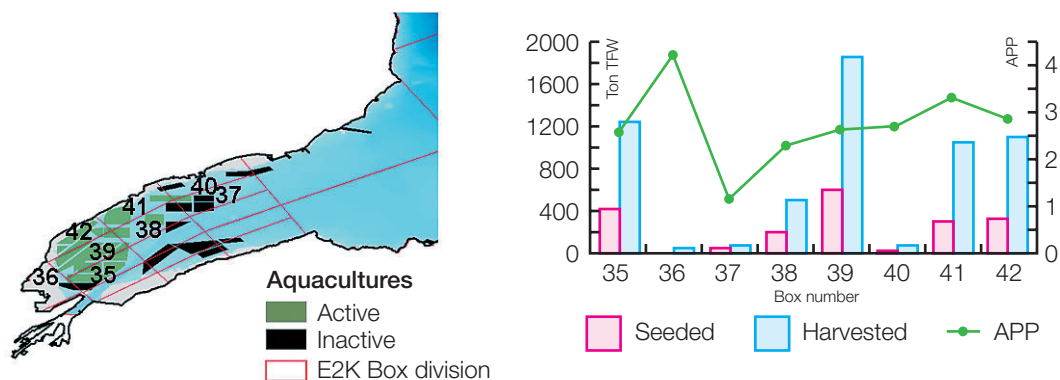 40
37
41
42
38
39
36
35
Aquacultures
Active
Inactive
E2K Box division
2000
1600
1200
800
400
0
Ton TFW
APP
4
3
2
1
0
35 36 37 38 39 40 41 42
Box number
Seeded Harvested APP